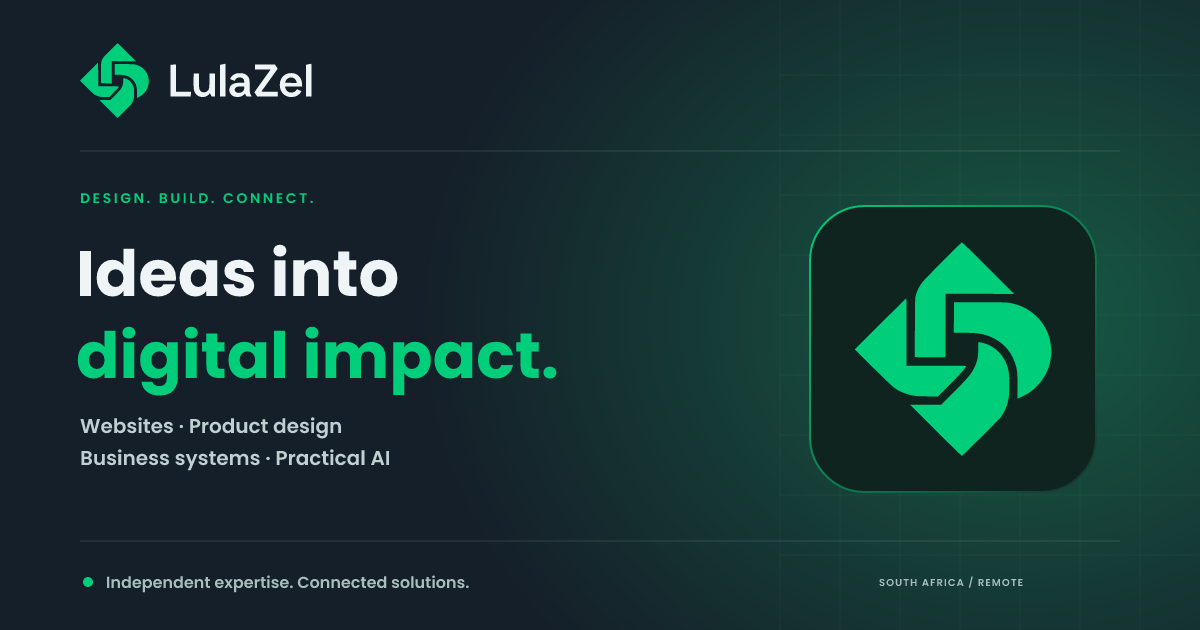 LulaZel
DESIGN. BUILD. CONNECT.
Ideas into
digital impact.
Websites · Product design
Business systems · Practical AI
Independent expertise. Connected solutions.
SOUTH AFRICA / REMOTE